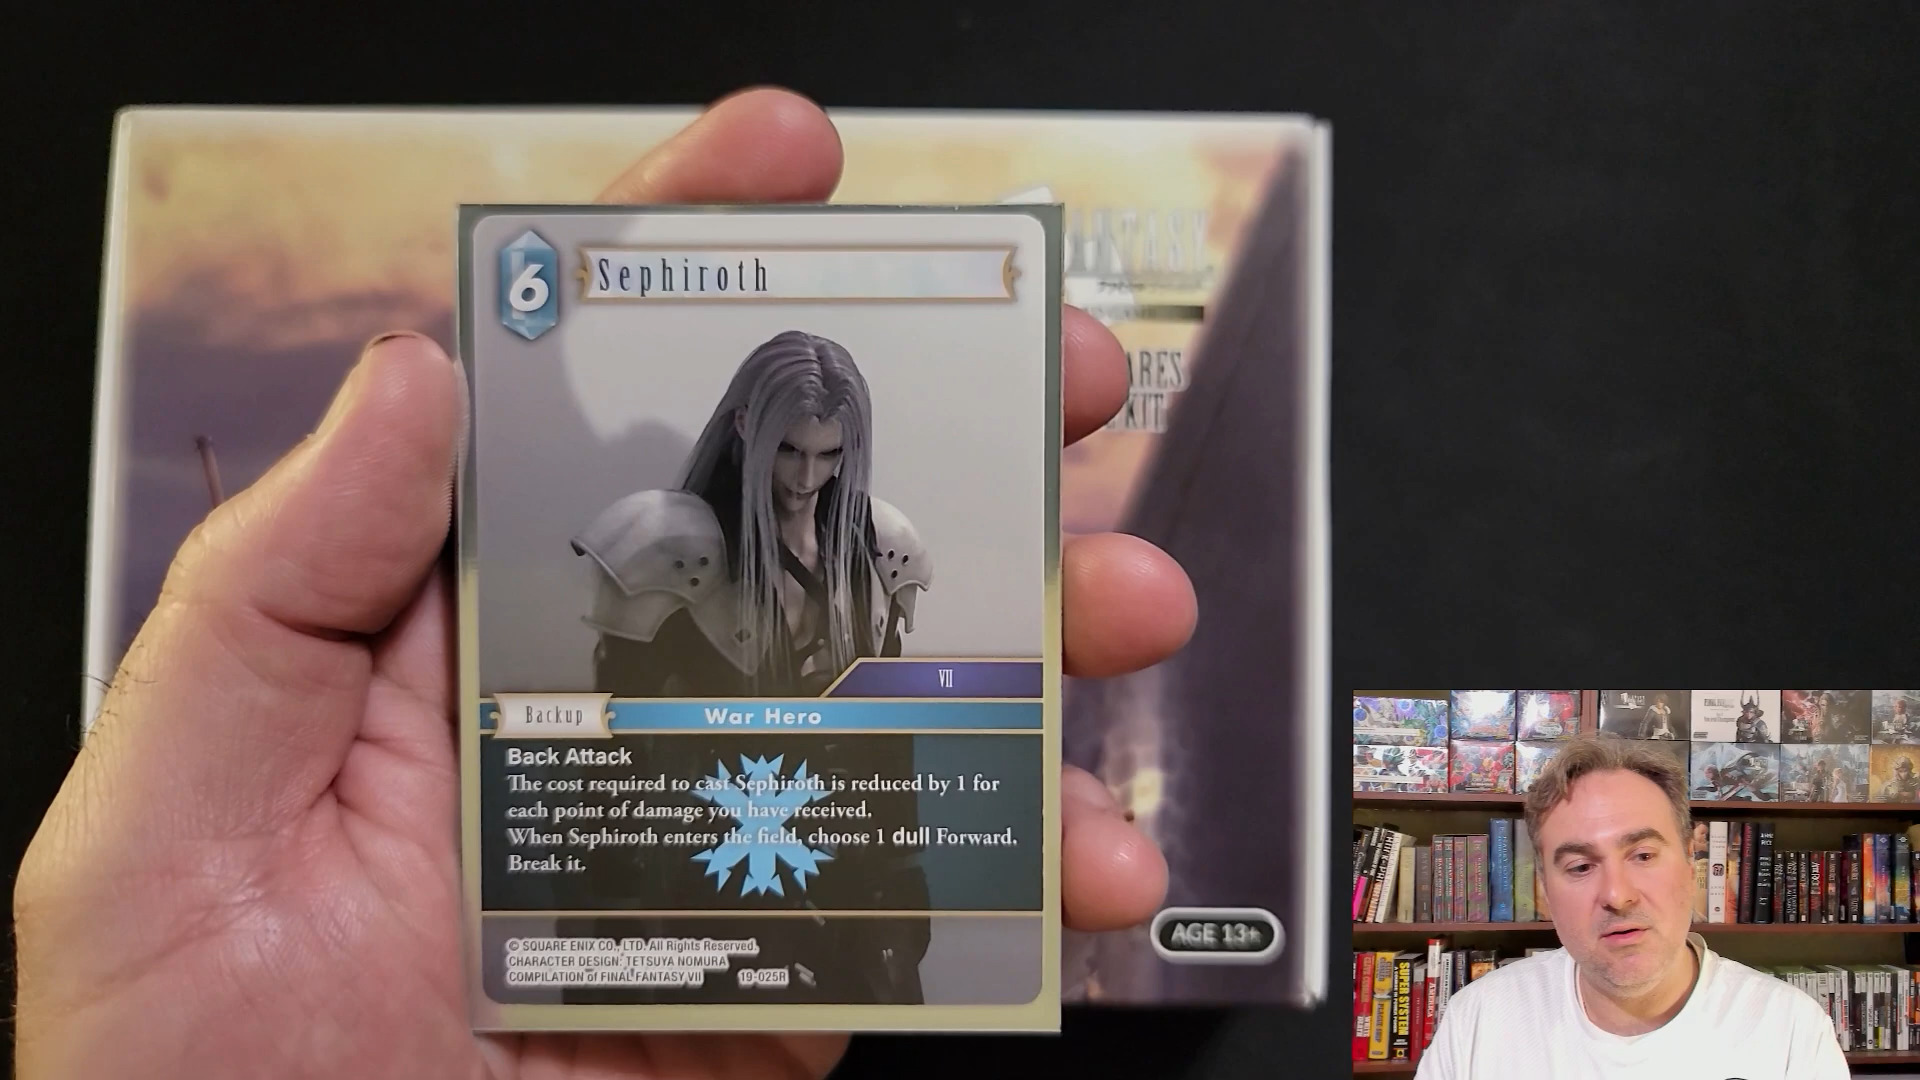 6
Sephiroth
VII
Backup
War Hero
Back Attack
The cost required to cast Sephiroth is reduced by 1 for
each point of damage you have received.
When Sephiroth enters the field, choose 1 dull Forward.
Break it.
© SQUARE ENIX CO., LTD. All Rights Reserved.
CHARACTER DESIGN: TETSUYA NOMURA
COMPILATION of FINAL FANTASY VII
19-025R
KIT
AGE 13+
SUPER SYSTEM